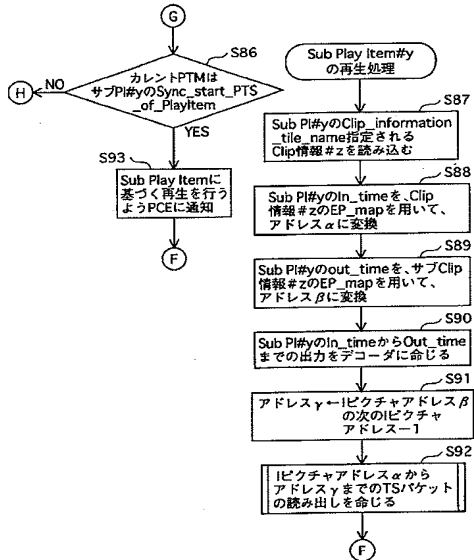 G
S86
カレントPTMは
サブPI#yのSync_start_PTS
_of_PlayItem
NO
H
YES
S93
Sub Play Itemに
基づく再生を行う
ようPCEに通知
F
Sub Play Item#y
の再生処理
S87
Sub PI#yのClip_information
_tile_name指定される
Clip情報#zを読み込む
S88
Sub PI#yのIn_timeを、Clip
情報#zのEP_mapを用いて、
アドレスαに変換
S89
Sub PI#yのout_timeを、サブClip
情報#zのEP_mapを用いて、
アドレスβに変換
S90
Sub PI#yのIn_timeからOut_time
までの出力をデコーダに命じる
S91
アドレスγ←Iピクチャアドレスβ
の次のIピクチャ
アドレス−1
S92
Iピクチャアドレスαから
アドレスγまでのTSパケット
の読み出しを命じる
F